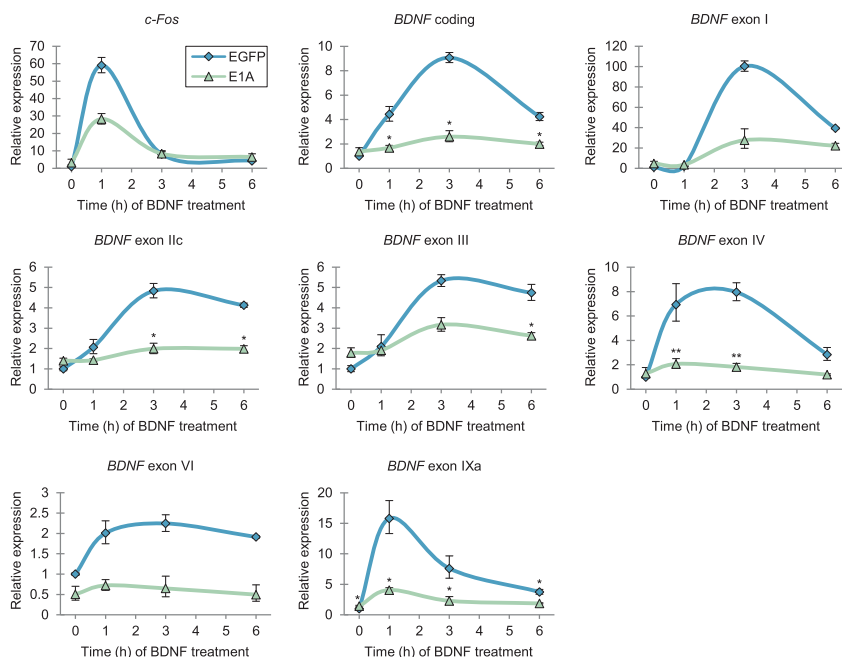 c-Fos
Relative expression
70
60
50
40
30
20
10
0
EGFP
E1A
0 1 2 3 4 5 6
Time (h) of BDNF treatment
BDNF coding
Relative expression
10
8
6
4
2
0
* * *
0 1 2 3 4 5 6
Time (h) of BDNF treatment
BDNF exon I
Relative expression
120
100
80
60
40
20
0
0 1 2 3 4 5 6
Time (h) of BDNF treatment
BDNF exon IIc
Relative expression
6
5
4
3
2
1
0
* *
0 1 2 3 4 5 6
Time (h) of BDNF treatment
BDNF exon III
Relative expression
6
5
4
3
2
1
0
*
0 1 2 3 4 5 6
Time (h) of BDNF treatment
BDNF exon IV
Relative expression
10
8
6
4
2
0
** **
0 1 2 3 4 5 6
Time (h) of BDNF treatment
BDNF exon VI
Relative expression
3
2.5
2
1.5
1
0.5
0
0 1 2 3 4 5 6
Time (h) of BDNF treatment
BDNF exon IXa
Relative expression
20
15
10
5
0
* * * *
0 1 2 3 4 5 6
Time (h) of BDNF treatment